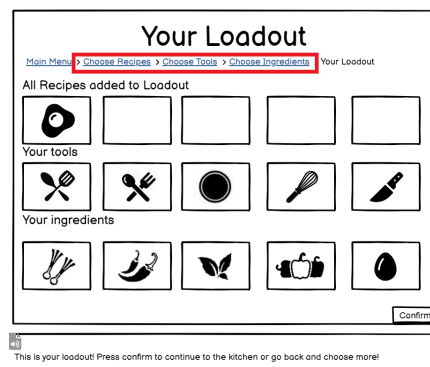 Your Loadout
Main Menu > Choose Recipes > Choose Tools > Choose Ingredients > Your Loadout
All Recipes added to Loadout
Your tools
Your ingredients
Confirm
This is your loadout! Press confirm to continue to the kitchen or go back and choose more!